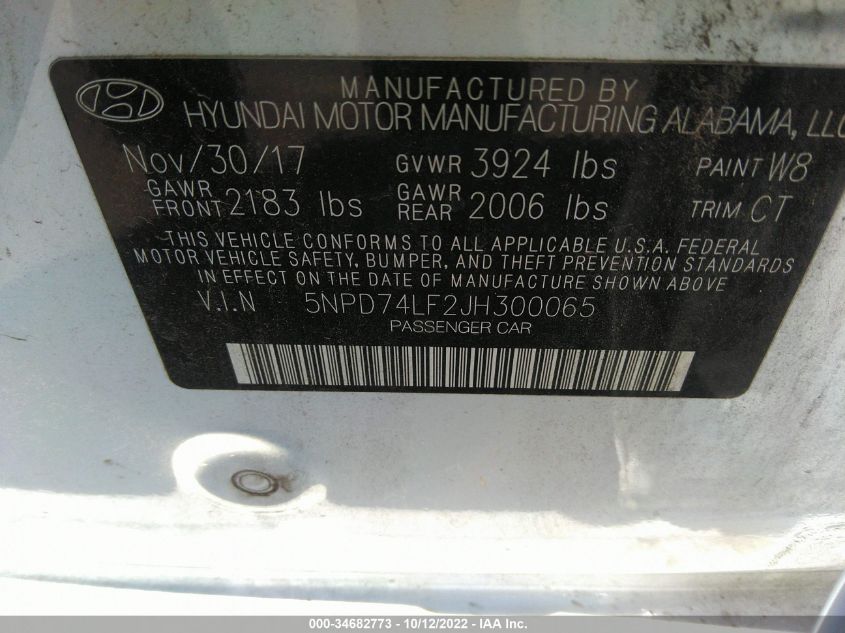 MANUFACTURED BY
HYUNDAI MOTOR MANUFACTURING ALABAMA, LLC
Nov/30/17 GVWR 3924 lbs PAINT W8
GAWR FRONT 2183 lbs GAWR REAR 2006 lbs TRIM CT
THIS VEHICLE CONFORMS TO ALL APPLICABLE U.S.A. FEDERAL
MOTOR VEHICLE SAFETY, BUMPER, AND THEFT PREVENTION STANDARDS
IN EFFECT ON THE DATE OF MANUFACTURE SHOWN ABOVE.
V.I.N 5NPD74LF2JH300065
PASSENGER CAR
000-34682773 - 10/12/2022 - IAA Inc.